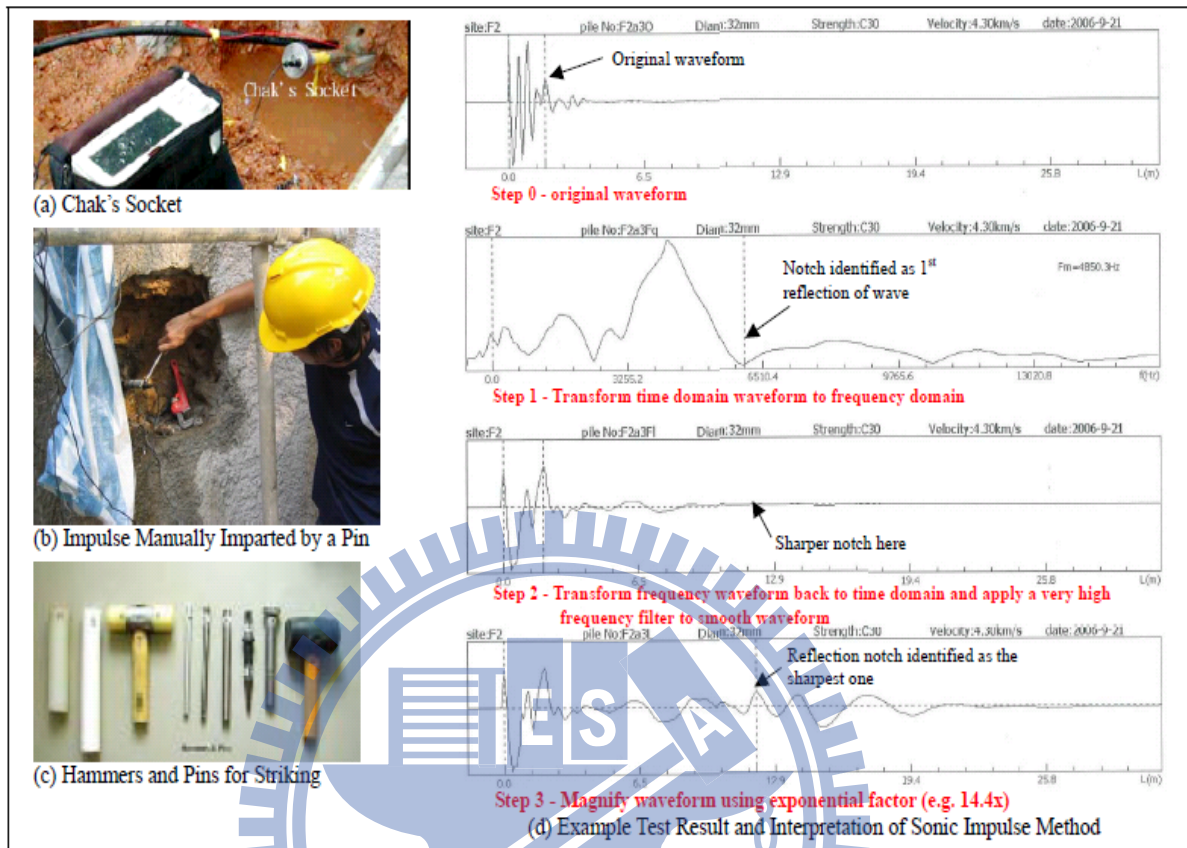 Chak's Socket
(a) Chak's Socket
(b) Impulse Manually Imparted by a Pin
(c) Hammers and Pins for Striking
site:F2 pile No:F2a3O Diam:32mm Strength:C30 Velocity:4.30km/s date:2006-9-21
Original waveform
0.0 6.5 12.9 19.4 25.8 L(m)
Step 0 - original waveform
site:F2 pile No:F2a3Fq Diam:32mm Strength:C30 Velocity:4.30km/s date:2006-9-21
Notch identified as 1st
reflection of wave
Fm=4850.3Hz
0.0 3255.2 6510.4 9765.6 13020.8 f(Hz)
Step 1 - Transform time domain waveform to frequency domain
site:F2 pile No:F2a3Fl Diam:32mm Strength:C30 Velocity:4.30km/s date:2006-9-21
Sharper notch here
0.0 6.5 12.9 19.4 25.8 L(m)
Step 2 - Transform frequency waveform back to time domain and apply a very high
frequency filter to smooth waveform
site:F2 pile No:F2a3L Diam:32mm Strength:C30 Velocity:4.30km/s date:2006-9-21
Reflection notch identified as the
sharpest one
0.0 6.5 12.9 19.4 25.8 L(m)
Step 3 - Magnify waveform using exponential factor (e.g. 14.4x)
(d) Example Test Result and Interpretation of Sonic Impulse Method
ESA